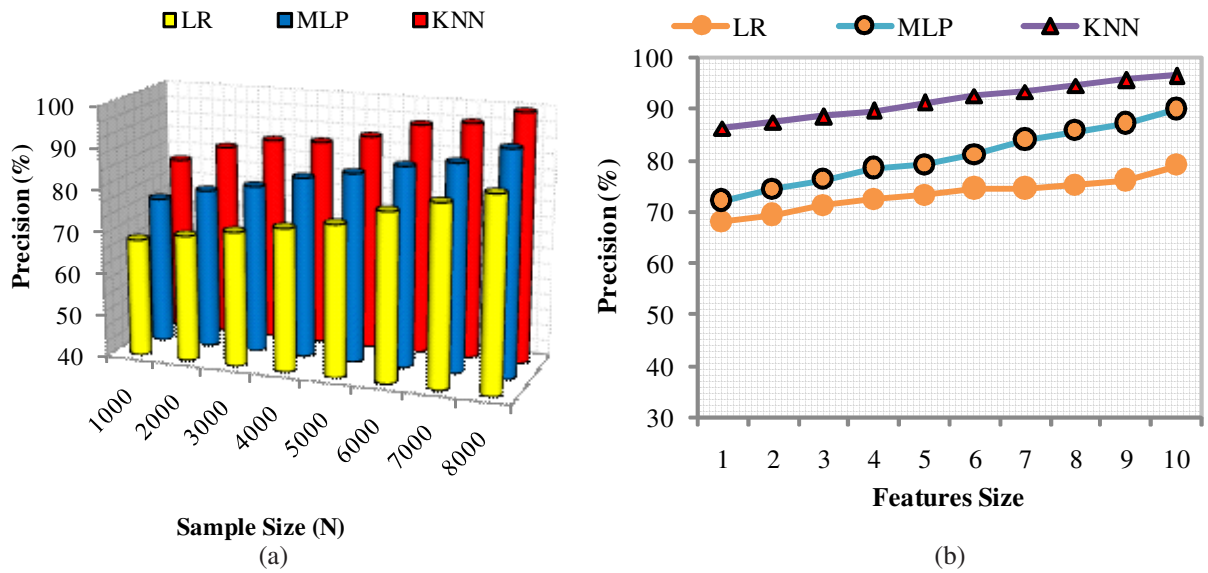 LR MLP KNN
100
90
80
70
60
50
40
Precision (%)
1000 2000 3000 4000 5000 6000 7000 8000
Sample Size (N)
(a)
LR MLP KNN
100
90
80
70
60
50
40
30
Precision (%)
1 2 3 4 5 6 7 8 9 10
Features Size
(b)